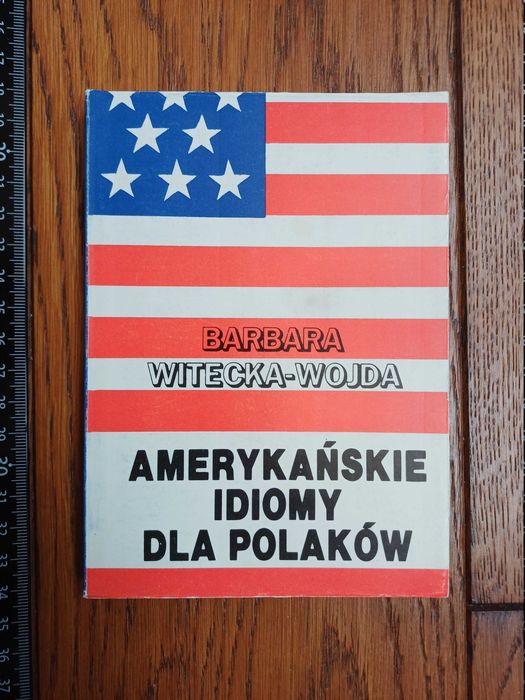 BARBARA
WITECKA-WOJDA
AMERYKAŃSKIE
IDIOMY
DLA POLAKÓW